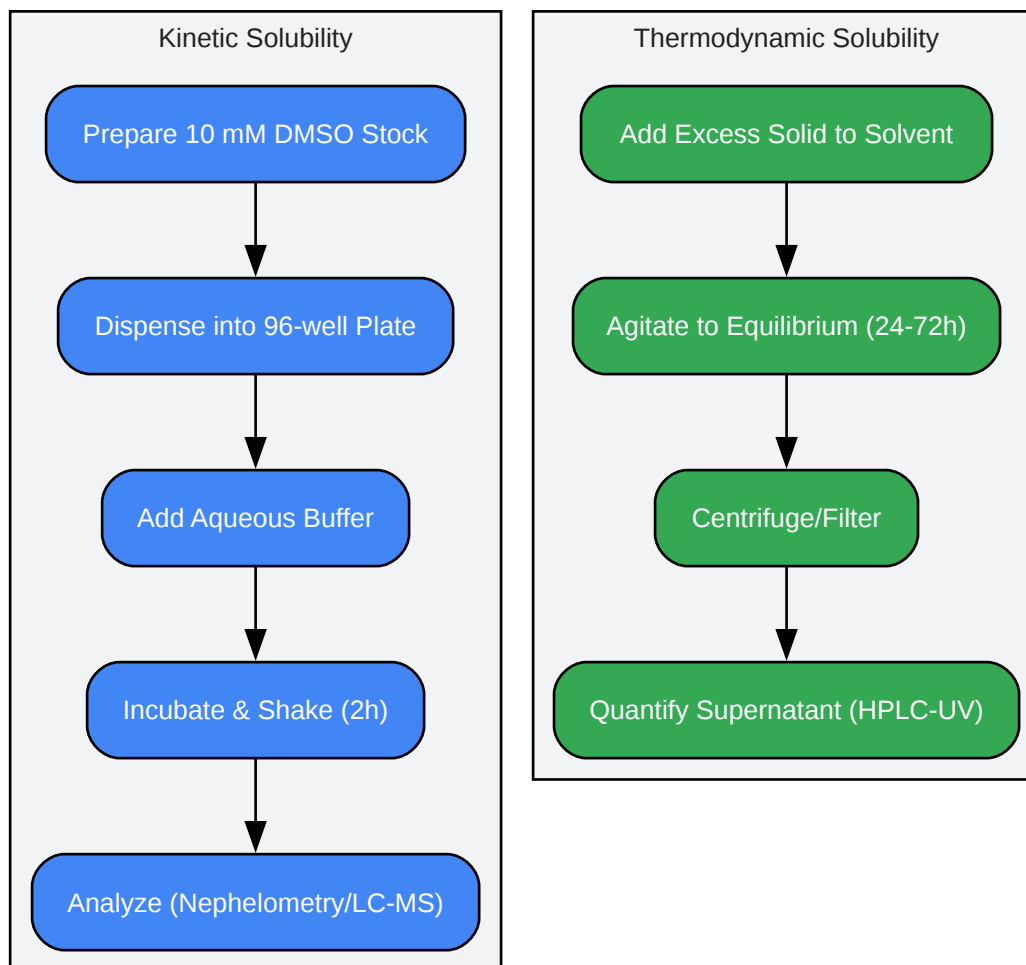 Kinetic Solubility
Prepare 10 mM DMSO Stock
Dispense into 96-well Plate
Add Aqueous Buffer
Incubate & Shake (2h)
Analyze (Nephelometry/LC-MS)
Thermodynamic Solubility
Add Excess Solid to Solvent
Agitate to Equilibrium (24-72h)
Centrifuge/Filter
Quantify Supernatant (HPLC-UV)